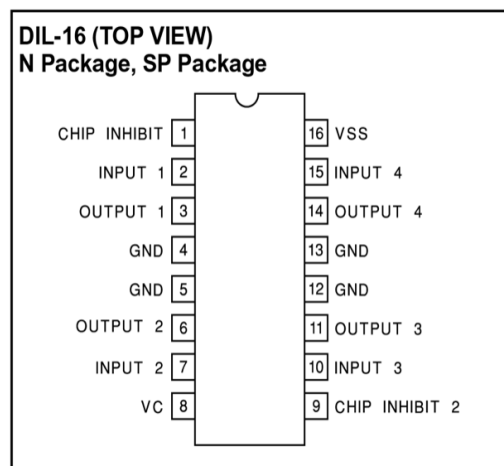 DIL-16 (TOP VIEW)
N Package, SP Package
CHIP INHIBIT 1
16 VSS
INPUT 1 2
15 INPUT 4
OUTPUT 1 3
14 OUTPUT 4
GND 4
13 GND
GND 5
12 GND
OUTPUT 2 6
11 OUTPUT 3
INPUT 2 7
10 INPUT 3
VC 8
9 CHIP INHIBIT 2